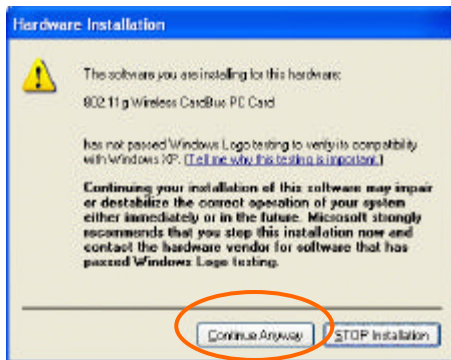 Hardware Installation
The software you are installing for this hardware:
802.11g Wireless CardBus PC Card
has not passed Windows Logo testing to verify its compatibility
with Windows XP. (Tell me why this testing is important.)
Continuing your installation of this software may impair
or destabilize the correct operation of your system
either immediately or in the future. Microsoft strongly
recommends that you stop this installation now and
contact the hardware vendor for software that has
passed Windows Logo testing.
Continue Anyway STOP Installation